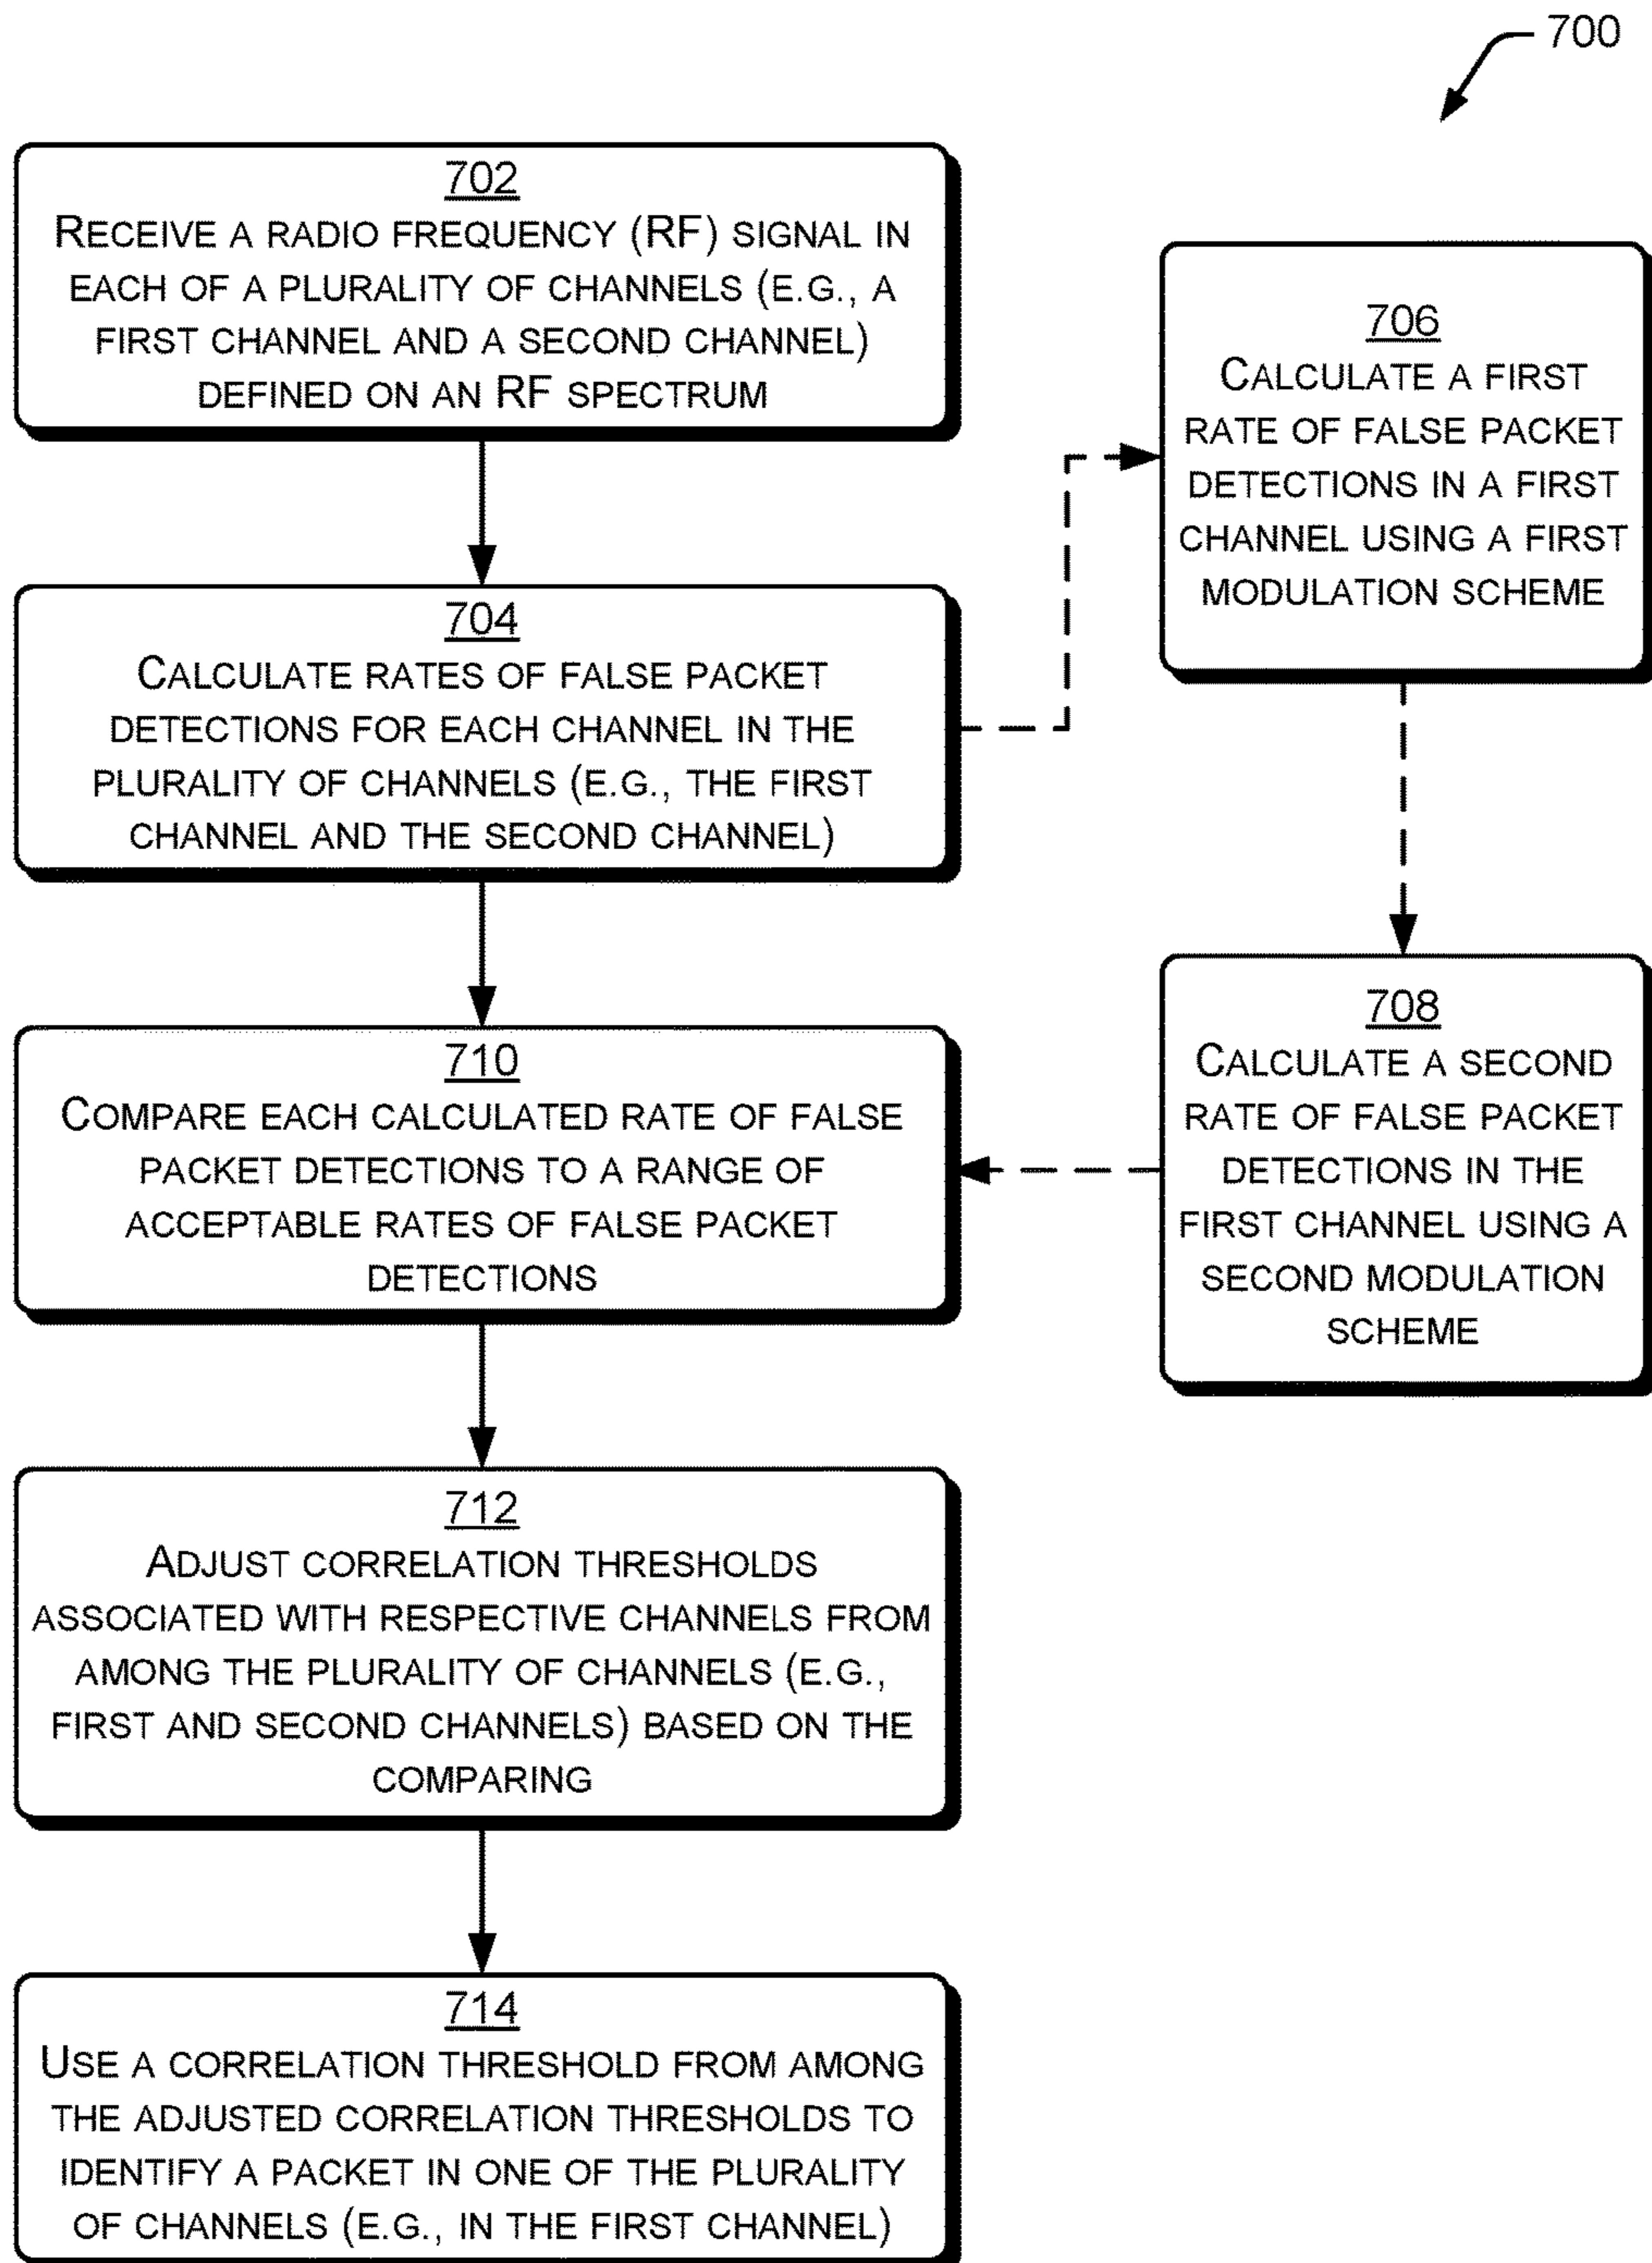 700
702
RECEIVE A RADIO FREQUENCY (RF) SIGNAL IN
EACH OF A PLURALITY OF CHANNELS (E.G., A
FIRST CHANNEL AND A SECOND CHANNEL)
DEFINED ON AN RF SPECTRUM
704
CALCULATE RATES OF FALSE PACKET
DETECTIONS FOR EACH CHANNEL IN THE
PLURALITY OF CHANNELS (E.G., THE FIRST
CHANNEL AND THE SECOND CHANNEL)
706
CALCULATE A FIRST
RATE OF FALSE PACKET
DETECTIONS IN A FIRST
CHANNEL USING A FIRST
MODULATION SCHEME
708
CALCULATE A SECOND
RATE OF FALSE PACKET
DETECTIONS IN THE
FIRST CHANNEL USING A
SECOND MODULATION
SCHEME
710
COMPARE EACH CALCULATED RATE OF FALSE
PACKET DETECTIONS TO A RANGE OF
ACCEPTABLE RATES OF FALSE PACKET
DETECTIONS
712
ADJUST CORRELATION THRESHOLDS
ASSOCIATED WITH RESPECTIVE CHANNELS FROM
AMONG THE PLURALITY OF CHANNELS (E.G.,
FIRST AND SECOND CHANNELS) BASED ON THE
COMPARING
714
USE A CORRELATION THRESHOLD FROM AMONG
THE ADJUSTED CORRELATION THRESHOLDS TO
IDENTIFY A PACKET IN ONE OF THE PLURALITY
OF CHANNELS (E.G., IN THE FIRST CHANNEL)